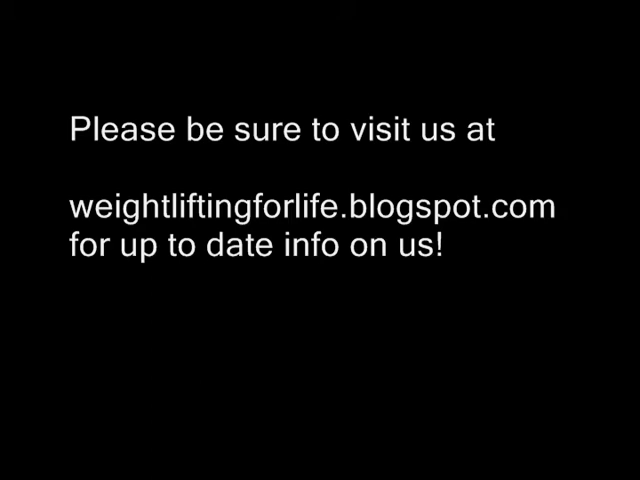 Please be sure to visit us at
weightliftingforlife.blogspot.com
for up to date info on us!